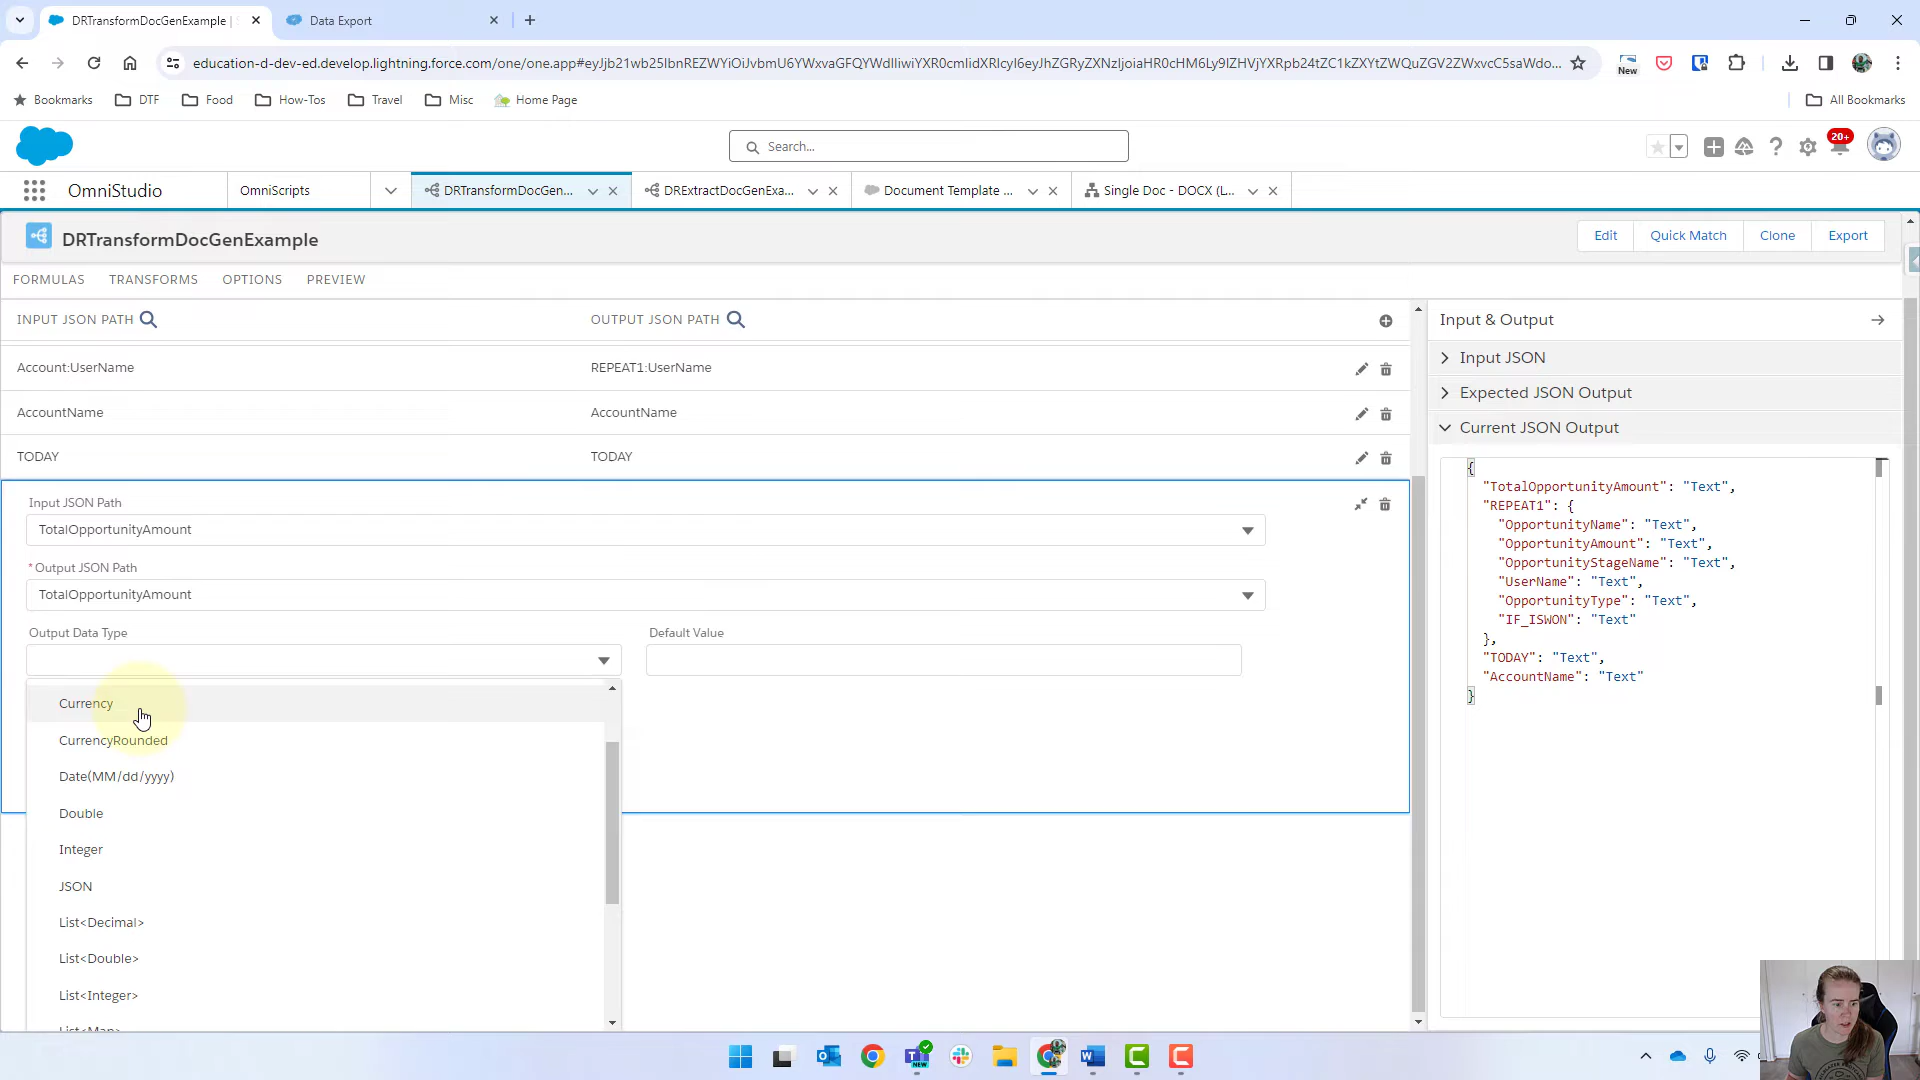 DRTransformDocGenExample | S
Data Export
education-d-dev-ed.develop.lightning.force.com/one/one.app#
Bookmarks
DTF
Food
How-Tos
Travel
Misc
Home Page
All Bookmarks
New
Search...
20+
OmniStudio
OmniScripts
DRTransformDocGen...
DRExtractDocGenExa...
Document Template ...
Single Doc - DOCX (L...
DRTransformDocGenExample
Edit
Quick Match
Clone
Export
FORMULAS
TRANSFORMS
OPTIONS
PREVIEW
INPUT JSON PATH
OUTPUT JSON PATH
Input & Output
Account:UserName
REPEAT1:UserName
Input JSON
AccountName
AccountName
Expected JSON Output
TODAY
TODAY
Current JSON Output
Input JSON Path
TotalOpportunityAmount
*Output JSON Path
TotalOpportunityAmount
Output Data Type
Default Value
Currency
CurrencyRounded
Date(MM/dd/yyyy)
Double
Integer
JSON
List<Decimal>
List<Double>
List<Integer>
List<Map>
{
"TotalOpportunityAmount": "Text",
"REPEAT1": {
"OpportunityName": "Text",
"OpportunityAmount": "Text",
"OpportunityStageName": "Text",
"UserName": "Text",
"OpportunityType": "Text",
"IF_ISWON": "Text"
},
"TODAY": "Text",
"AccountName": "Text"
}
NEW